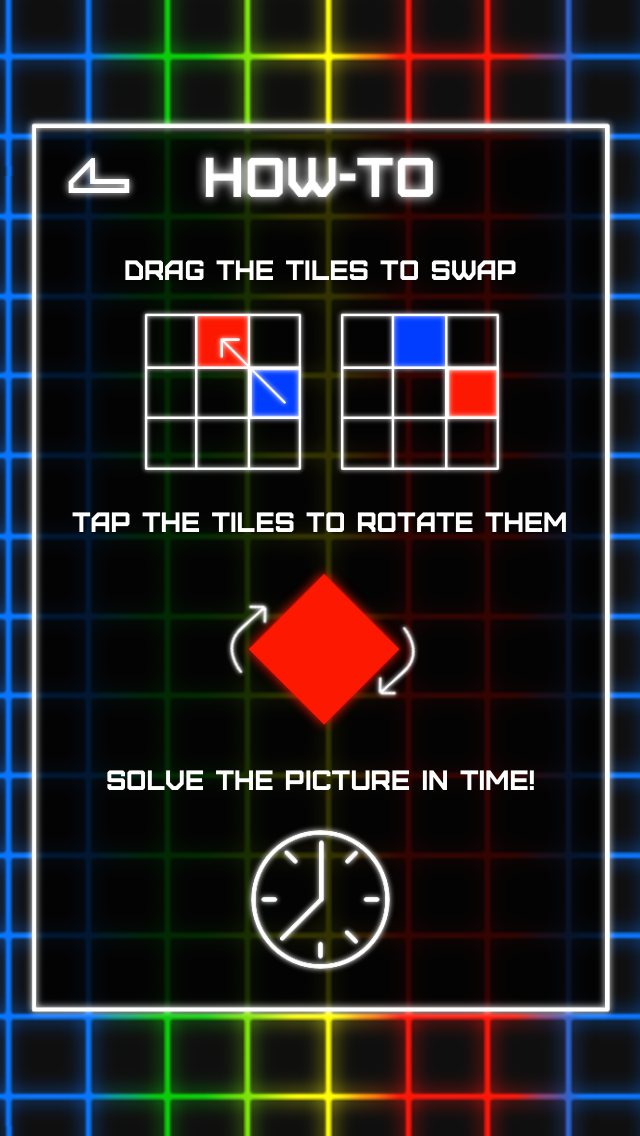 HOW-TO
DRAG THE TILES TO SWAP
TAP THE TILES TO ROTATE THEM
SOLVE THE PICTURE IN TIME!